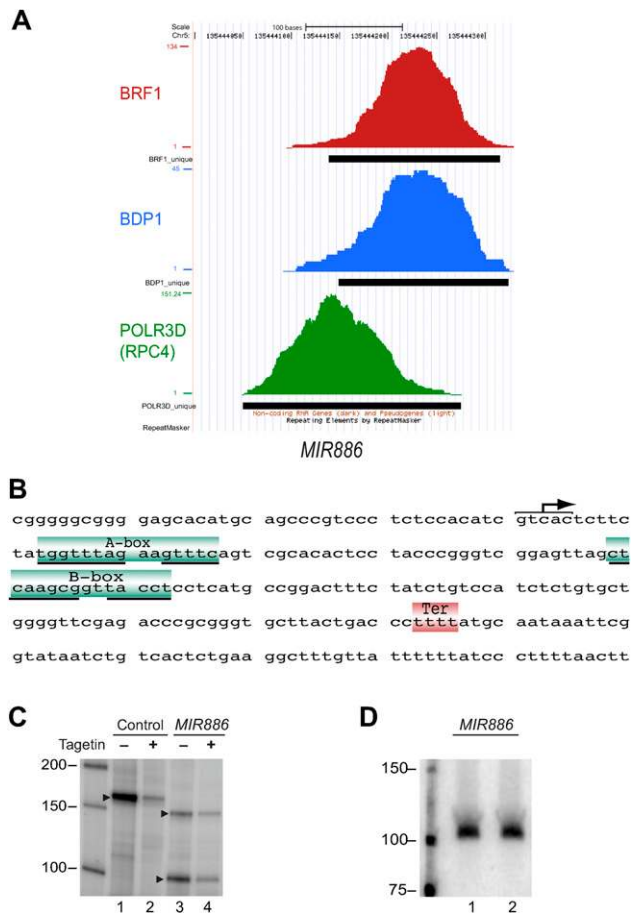 A
Scale
100 bases
Chr5:
135444050|
135444100|
135444150|
135444200|
135444250|
135444300|
134
BRF1
1
BRF1_unique
45
BDP1
1
BDP1_unique
151.24
POLR3D
(RPC4)
1
POLR3D_unique
Non-coding RNA Genes (dark) and Pseudogenes (light)
Repeating Elements by RepeatMasker
RepeatMasker
MIR886
B
cgggggcggg gagcacatgc agcccgtccc tctccacatc gtcactcttc
A-box
tatggtttag aagtttcagt cgcacactcc taccccgggtc ggagttagct
B-box
caagcggtta cctcctcatg ccggactttc tatctgtcca tctctgtgct
Ter
ggggttcgag acccgcgggt gcttactgac ccttttatgc aataaattcg
gtataatctg tcactctgaa ggctttgtta ttttttatccc cttttaactt
C
Control MIR886
Tagetin – + – +
200–
150–
100–
1 2 3 4
D
MIR886
150–
100–
75–
1 2